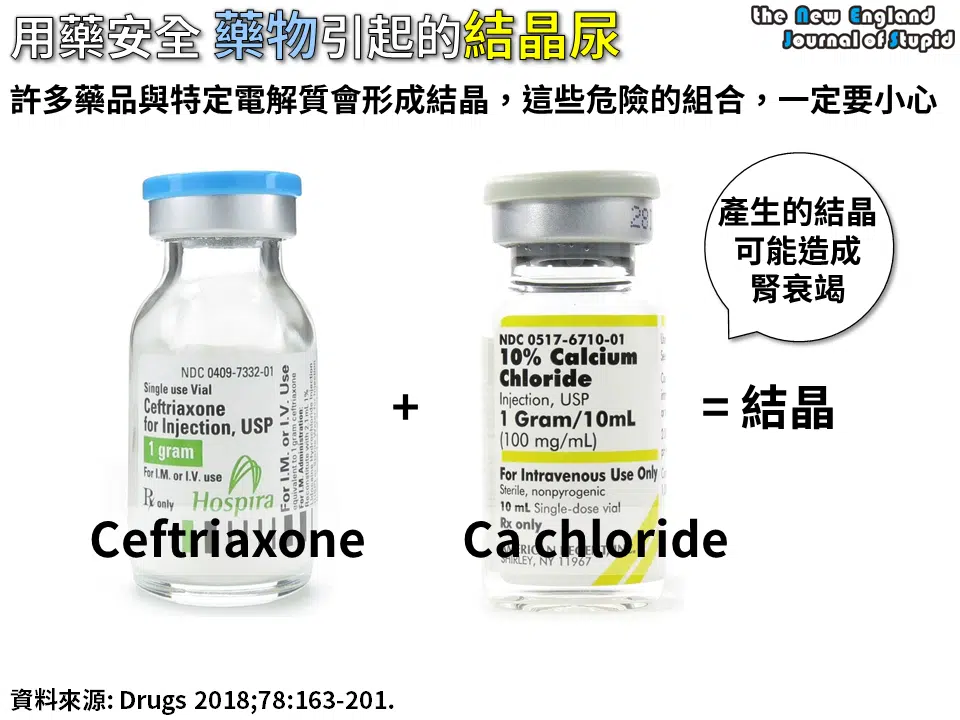 用藥安全 藥物引起的結晶尿
the New England
Journal of Stupid
許多藥品與特定電解質會形成結晶，這些危險的組合，一定要小心
產生的結晶
可能造成
腎衰竭
NDC 0409-7332-01
Single use Vial
Ceftriaxone
for Injection, USP
1 gram
For I.M. or I.V. use
Rx only
Hospira
For I.M. or I.V. Use
Ceftriaxone
+
NDC 0517-6710-01
10% Calcium
Chloride
Injection, USP
1 Gram/10mL
(100 mg/mL)
For Intravenous Use Only
Sterile, nonpyrogenic
10 mL Single-dose vial
Rx only
SHIRLEY, NY 11967
Ca chloride
= 結晶
資料來源: Drugs 2018;78:163-201.